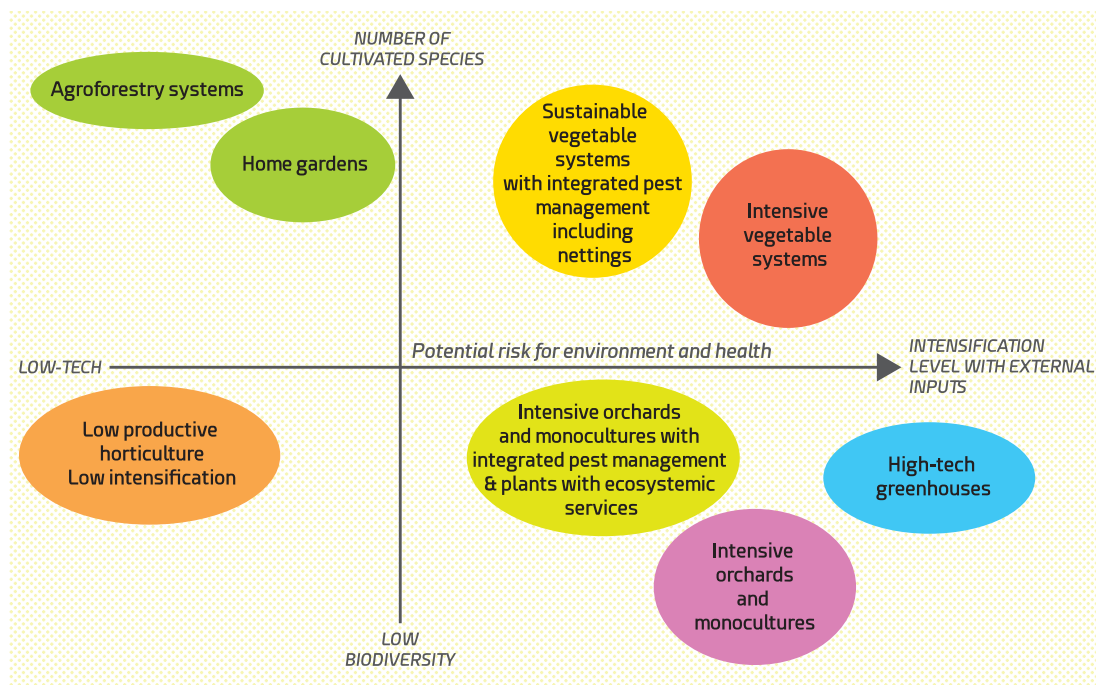 NUMBER OF
CULTIVATED SPECIES
Agroforestry systems
Home gardens
Sustainable
vegetable
systems
with integrated pest
management
including
nettings
Intensive
vegetable
systems
Potential risk for environment and health
LOW-TECH
INTENSIFICATION
LEVEL WITH EXTERNAL
INPUTS
Low productive
horticulture
Low intensification
Intensive orchards
and monocultures with
integrated pest management
& plants with ecosystemic
services
High-tech
greenhouses
Intensive
orchards
and
monocultures
LOW
BIODIVERSITY